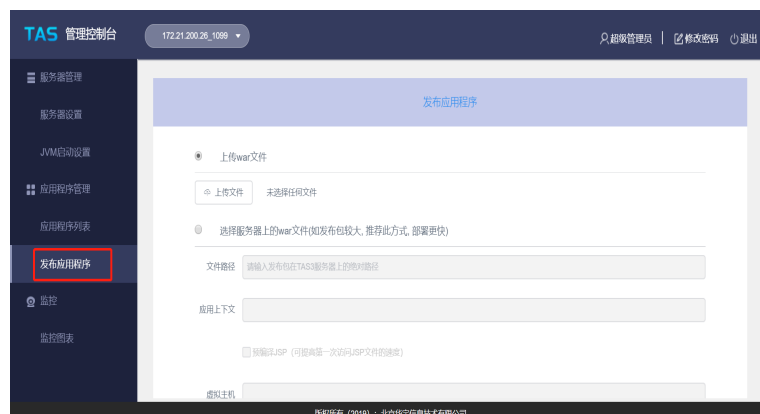 TAS 管理控制台
172.21.200.26_1099
超级管理员
修改密码
退出
服务器管理
服务器设置
JVM启动设置
应用程序管理
应用程序列表
发布应用程序
监控
监控图表
发布应用程序
上传war文件
上传文件 未选择任何文件
选择服务器上的war文件(如发布包较大, 推荐此方式, 部署更快)
文件路径 请输入发布包在TAS3服务器上的绝对路径
应用上下文
预编译JSP（可提高第一次访问JSP文件的速度）
虚拟主机